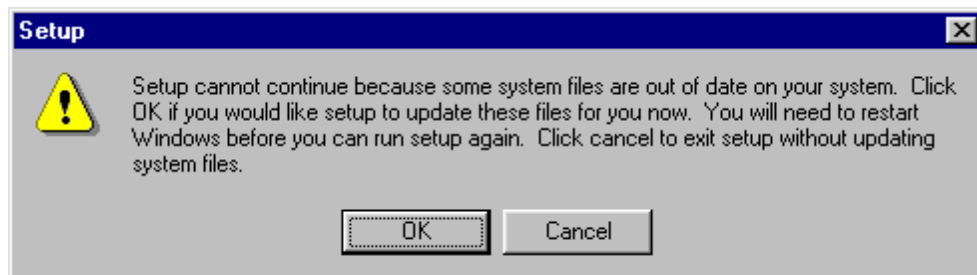 Setup
Setup cannot continue because some system files are out of date on your system.  Click
OK if you would like setup to update these files for you now.  You will need to restart
Windows before you can run setup again.  Click cancel to exit setup without updating
system files.
OK
Cancel